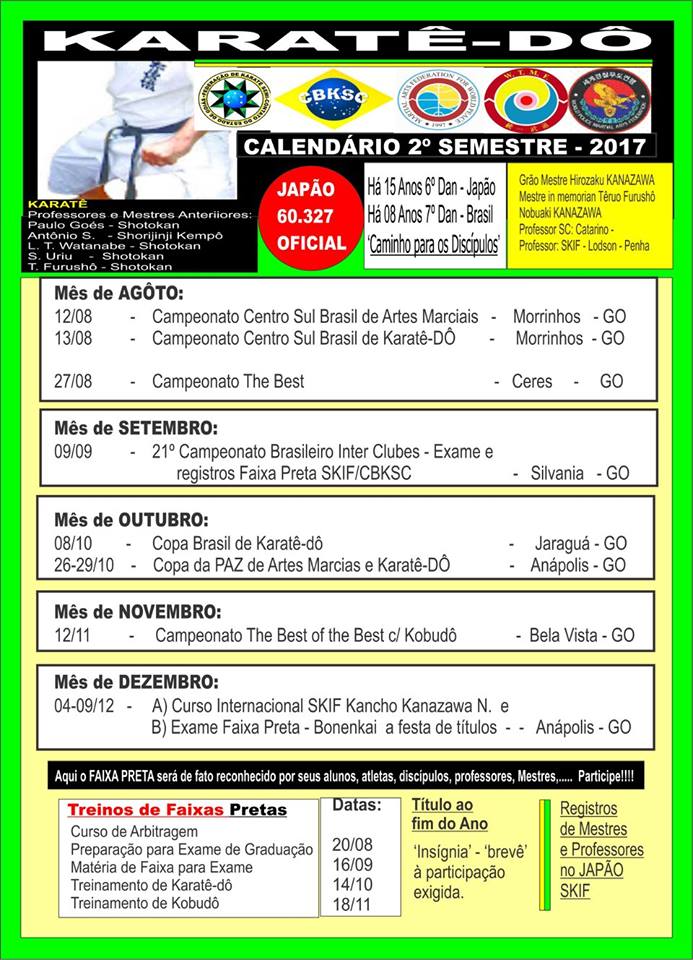 KARATÊ-DÔ
CBKSC
MARTIAL ARTS FEDERATION FOR WORLD PEACE
1997
W. T. M. F.
CALENDÁRIO 2º SEMESTRE - 2017
KARATÊ
Professores e Mestres Anteriiores:
Paulo Goés - Shotokan
Antônio S. - Shorijinji Kempô
L. T. Watanabe - Shotokan
S. Uriu - Shotokan
T. Furushô - Shotokan
JAPÃO
60.327
OFICIAL
Há 15 Anos 6º Dan - Japão
Há 08 Anos 7º Dan - Brasil
‘Caminho para os Discípulos’
Grão Mestre Hirozaku KANAZAWA
Mestre in memorian Têruo Furushô
Nobuaki KANAZAWA
Professor SC: Catarino -
Professor: SKIF - Lodson - Penha
Mês de AGÔTO:
12/08 - Campeonato Centro Sul Brasil de Artes Marciais - Morrinhos - GO
13/08 - Campeonato Centro Sul Brasil de Karatê-DÔ - Morrinhos - GO
27/08 - Campeonato The Best - Ceres - GO
Mês de SETEMBRO:
09/09 - 21º Campeonato Brasileiro Inter Clubes - Exame e
registros Faixa Preta SKIF/CBKSC - Silvania - GO
Mês de OUTUBRO:
08/10 - Copa Brasil de Karatê-dô - Jaraguá - GO
26-29/10 - Copa da PAZ de Artes Marcias e Karatê-DÔ - Anápolis - GO
Mês de NOVEMBRO:
12/11 - Campeonato The Best of the Best c/ Kobudô - Bela Vista - GO
Mês de DEZEMBRO:
04-09/12 - A) Curso Internacional SKIF Kancho Kanazawa N. e
B) Exame Faixa Preta - Bonenkai a festa de títulos - - Anápolis - GO
Aqui o FAIXA PRETA será de fato reconhecido por seus alunos, atletas, discípulos, professores, Mestres,..... Participe!!!!
Treinos de Faixas Pretas
Curso de Arbitragem
Preparação para Exame de Graduação
Matéria de Faixa para Exame
Treinamento de Karatê-dô
Treinamento de Kobudô
Datas:
20/08
16/09
14/10
18/11
Título ao
fim do Ano
‘Insígnia’ - ‘brevê’
à participação
exigida.
Registros
de Mestres
e Professores
no JAPÃO
SKIF